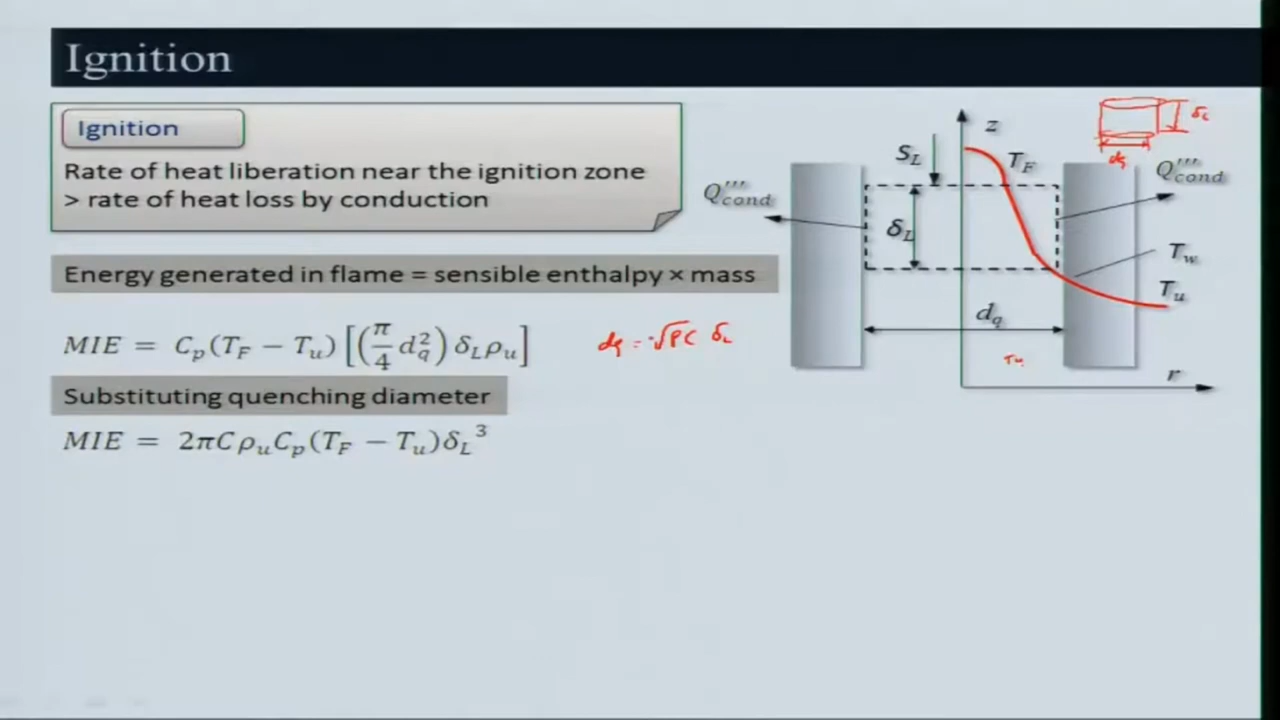 Ignition
Ignition
Rate of heat liberation near the ignition zone
> rate of heat loss by conduction
Energy generated in flame = sensible enthalpy × mass
MIE = C_p(T_F − T_u) [(π/4 d_q^2) δ_L ρ_u]
Substituting quenching diameter
MIE = 2πC ρ_u C_p (T_F − T_u) δ_L^3
z
S_L
T_F
δ_L
d_q
Q'''_cond
Q'''_cond
δ_L
T_w
T_u
d_q
r